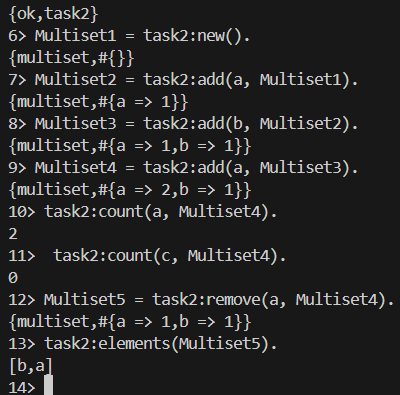 {ok,task2}
6> Multiset1 = task2:new().
{multiset,#{}}
7> Multiset2 = task2:add(a, Multiset1).
{multiset,#{a => 1}}
8> Multiset3 = task2:add(b, Multiset2).
{multiset,#{a => 1,b => 1}}
9> Multiset4 = task2:add(a, Multiset3).
{multiset,#{a => 2,b => 1}}
10> task2:count(a, Multiset4).
2
11>  task2:count(c, Multiset4).
0
12> Multiset5 = task2:remove(a, Multiset4).
{multiset,#{a => 1,b => 1}}
13> task2:elements(Multiset5).
[b,a]
14>